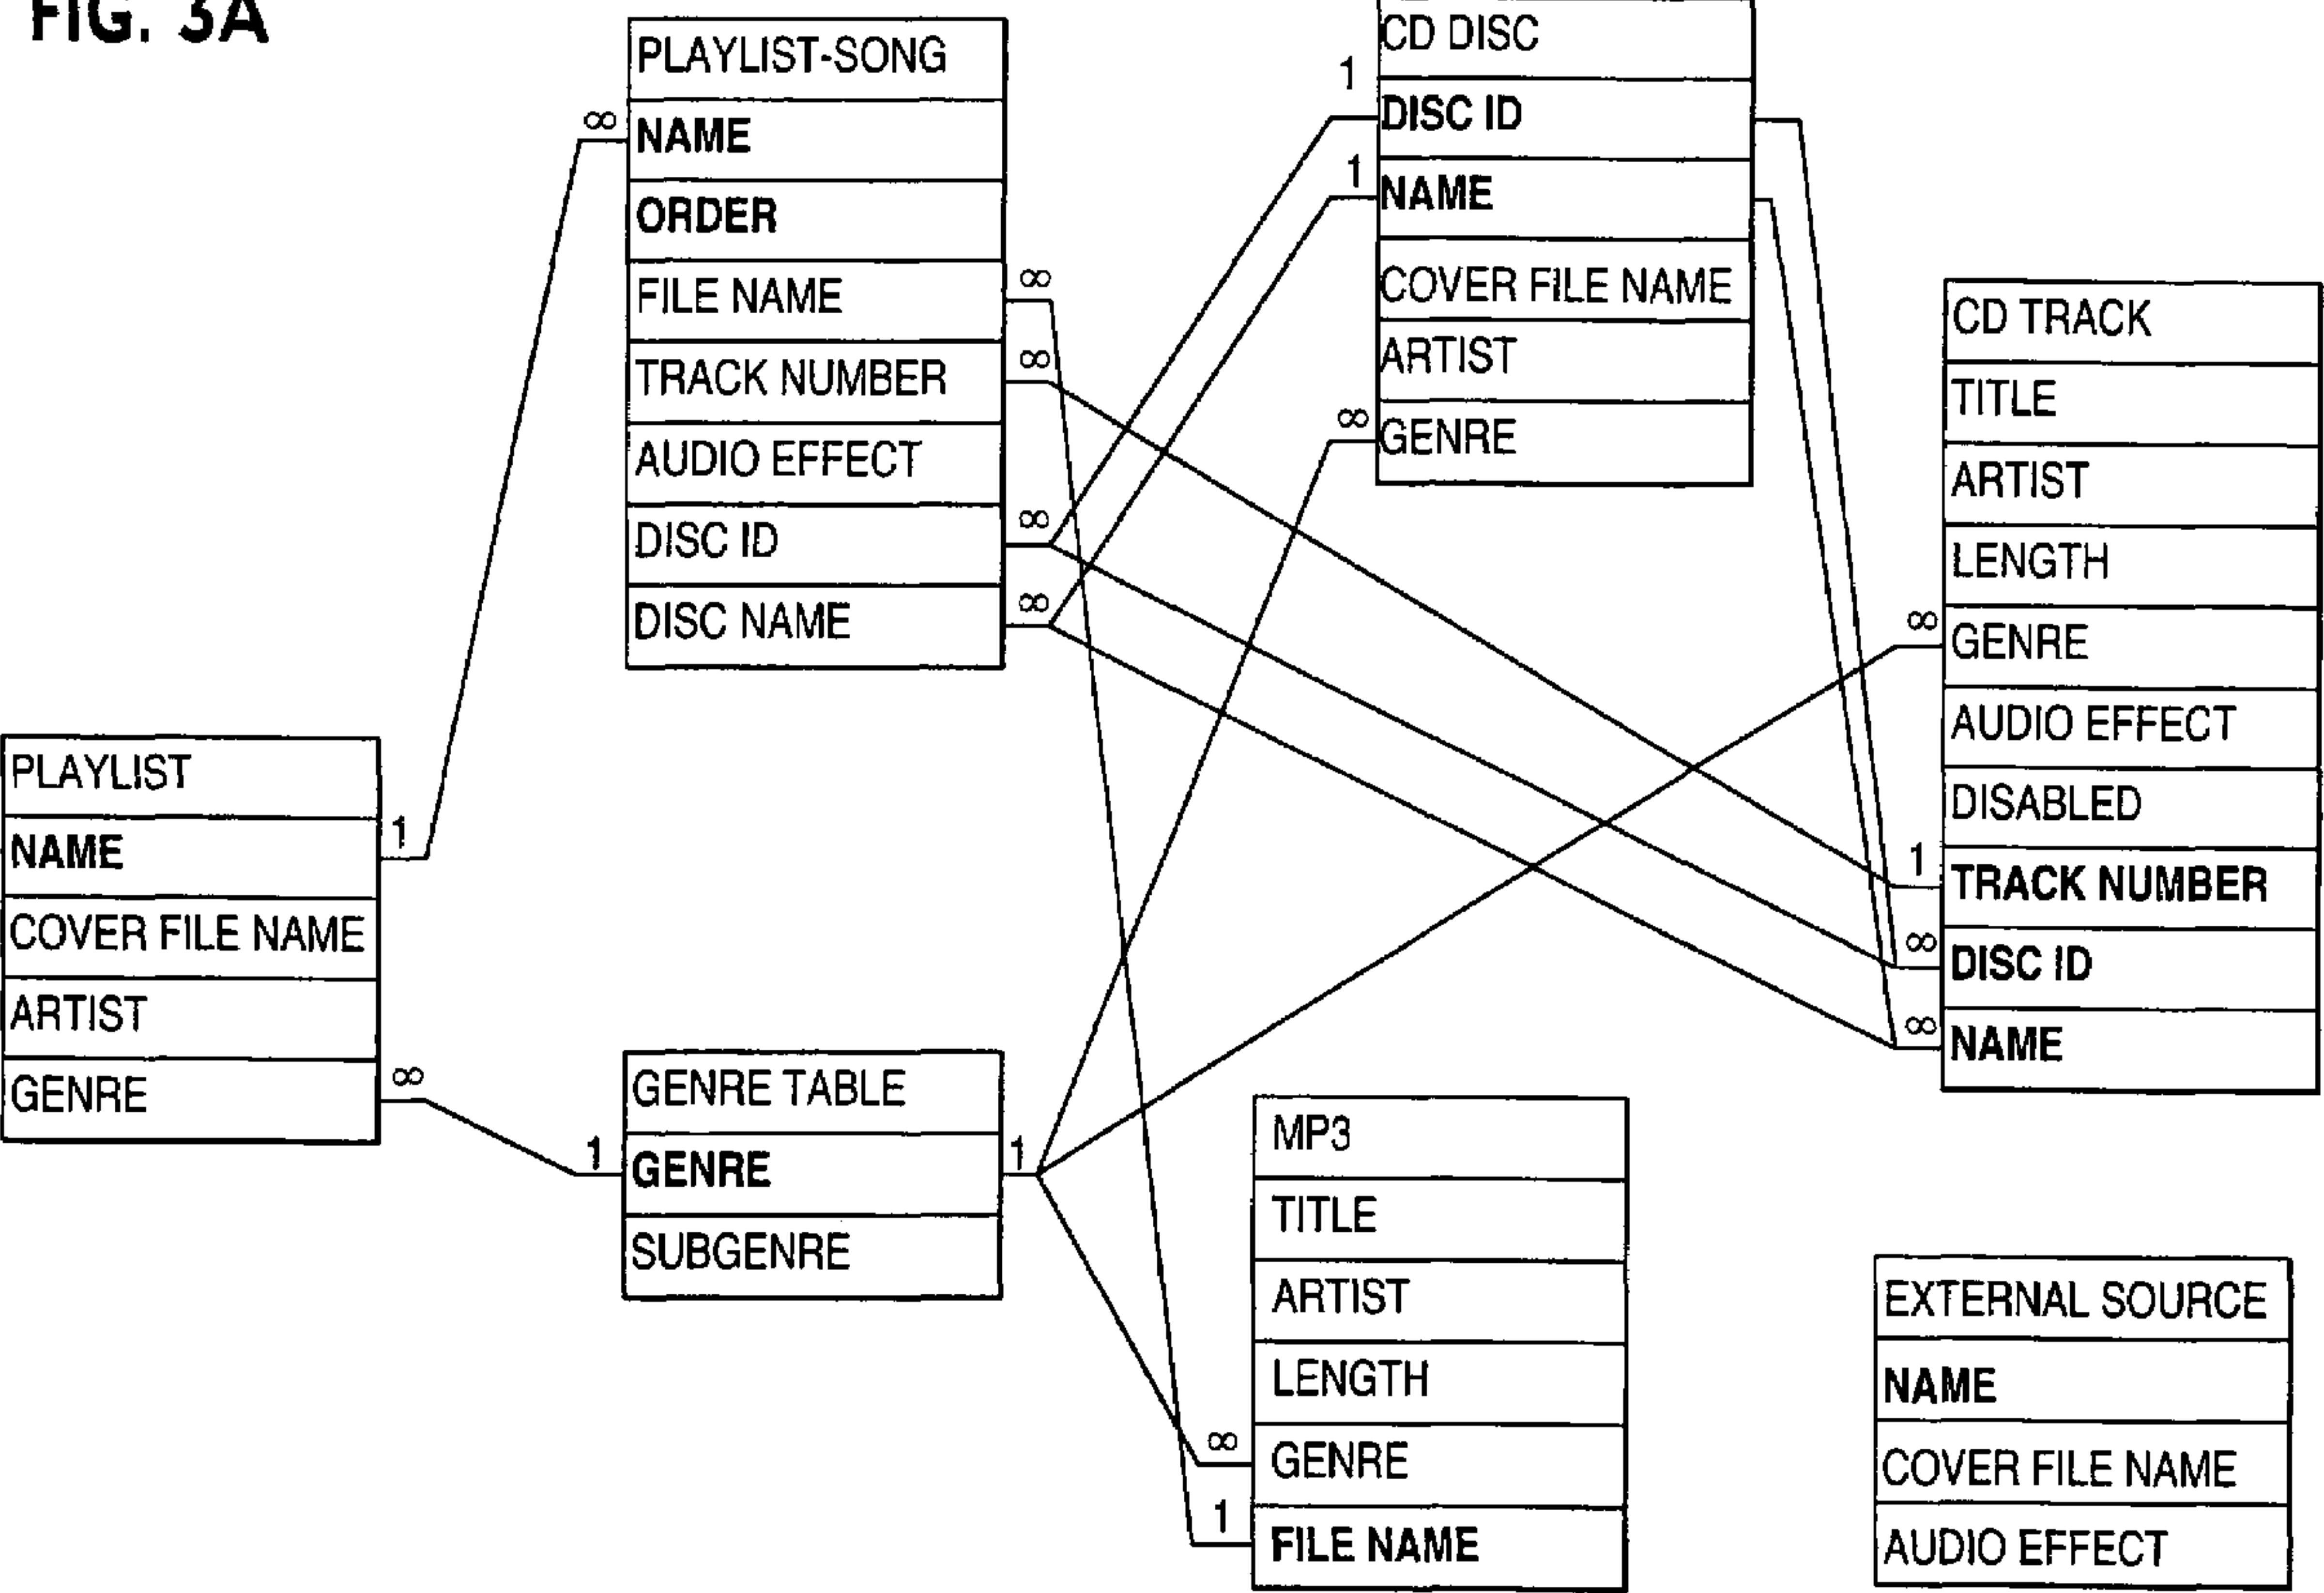 FIG. 3A
PLAYLIST-SONG
∞ NAME
ORDER
FILE NAME ∞
TRACK NUMBER ∞
AUDIO EFFECT
DISC ID ∞
DISC NAME ∞
CD DISC
1 DISC ID
1 NAME
COVER FILE NAME
ARTIST
∞ GENRE
CD TRACK
TITLE
ARTIST
LENGTH
∞ GENRE
AUDIO EFFECT
DISABLED
1 TRACK NUMBER
∞ DISC ID
∞ NAME
PLAYLIST
NAME 1
COVER FILE NAME
ARTIST
GENRE ∞
GENRE TABLE
1 GENRE 1
SUBGENRE
MP3
TITLE
ARTIST
LENGTH
∞ GENRE
1 FILE NAME
EXTERNAL SOURCE
NAME
COVER FILE NAME
AUDIO EFFECT